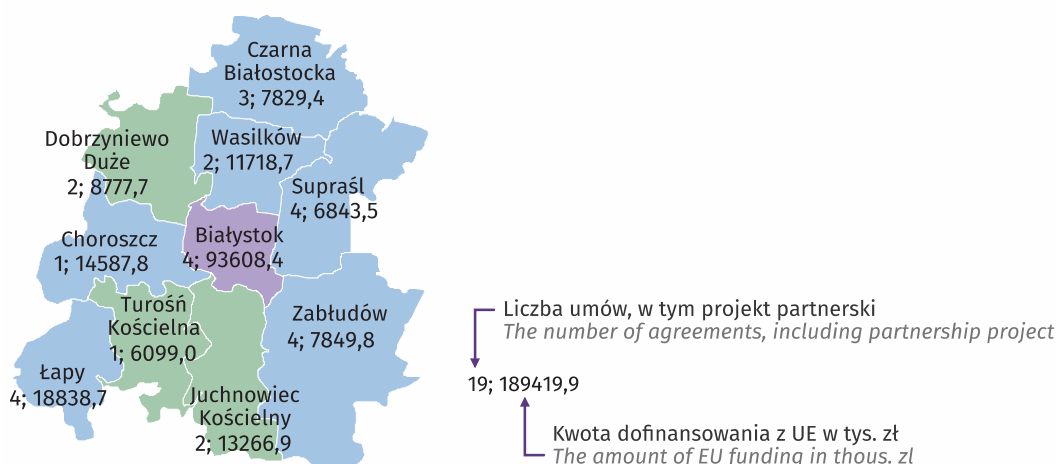 Czarna
Białostocka
3; 7829,4
Dobrzyniewo
Duże
2; 8777,7
Wasilków
2; 11718,7
Supraśl
4; 6843,5
Choroszcz
1; 14587,8
Białystok
4; 93608,4
Turośń
Kościelna
1; 6099,0
Zabłudów
4; 7849,8
Łapy
4; 18838,7
Juchnowiec
Kościelny
2; 13266,9
Liczba umów, w tym projekt partnerski
The number of agreements, including partnership project
19; 189419,9
Kwota dofinansowania z UE w tys. zł
The amount of EU funding in thous. zl